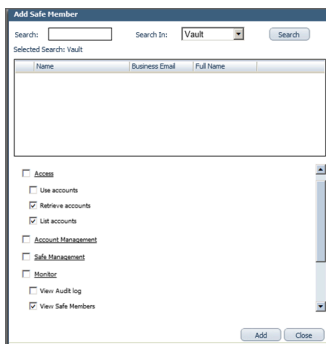 Add Safe Member
Search: Search In: Vault Search
Selected Search: Vault
Name Business Email Full Name
Access
Use accounts
Retrieve accounts
List accounts
Account Management
Safe Management
Monitor
View Audit log
View Safe Members
Add Close